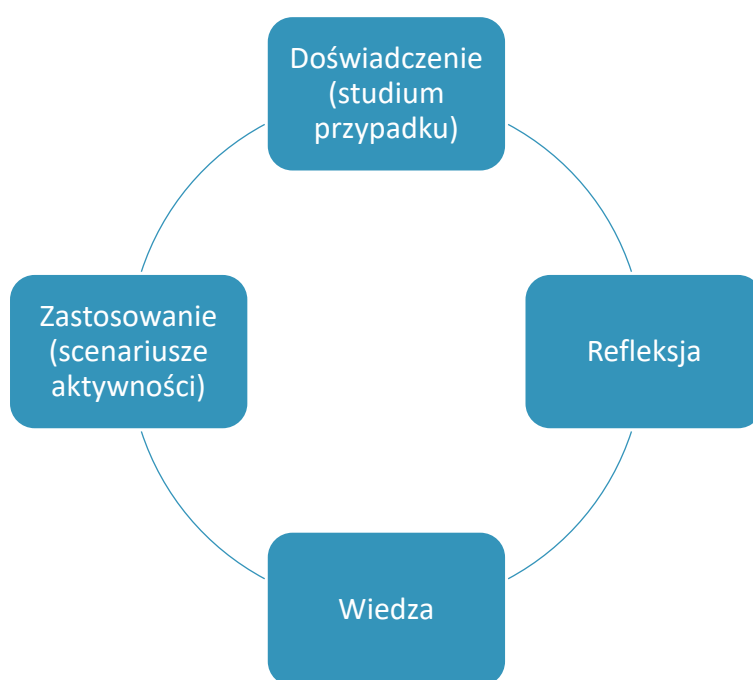 Doświadczenie
(studium
przypadku)
Refleksja
Wiedza
Zastosowanie
(scenariusze
aktywności)